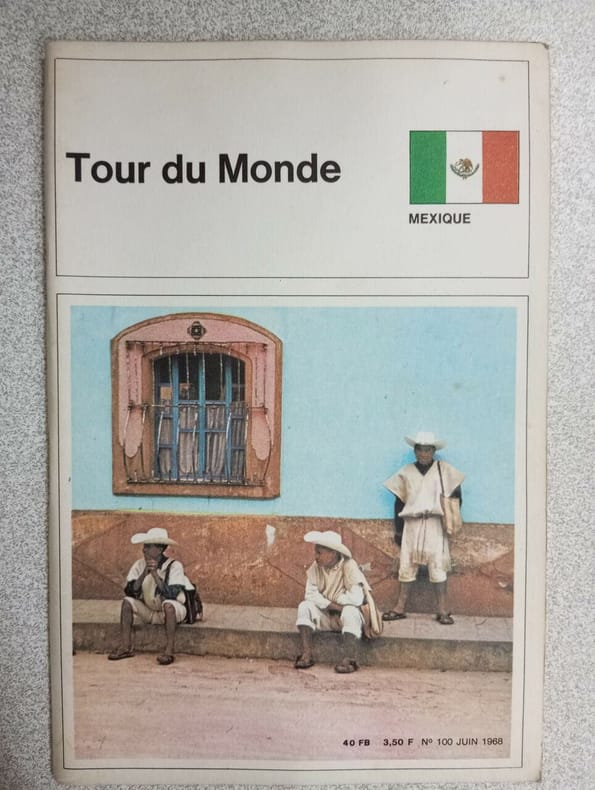 Tour du Monde
MEXIQUE
40 FB 3,50 F Nº 100 JUIN 1968